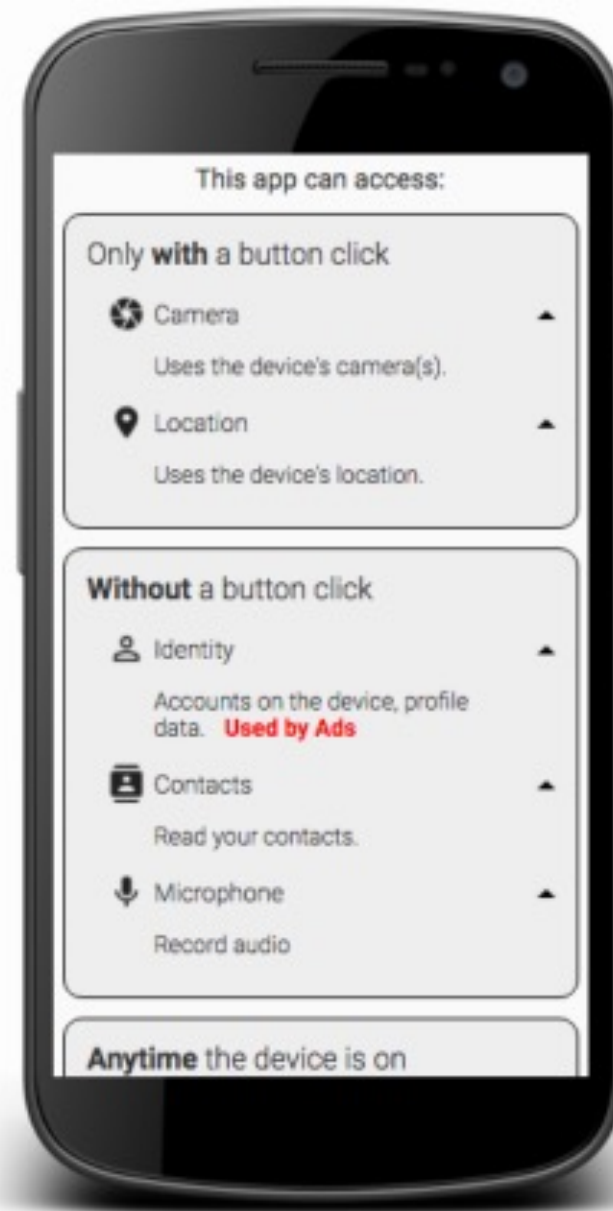 This app can access:
Only with a button click
Camera
Uses the device's camera(s).
Location
Uses the device's location.
Without a button click
Identity
Accounts on the device, profile
data. Used by Ads
Contacts
Read your contacts.
Microphone
Record audio
Anytime the device is on